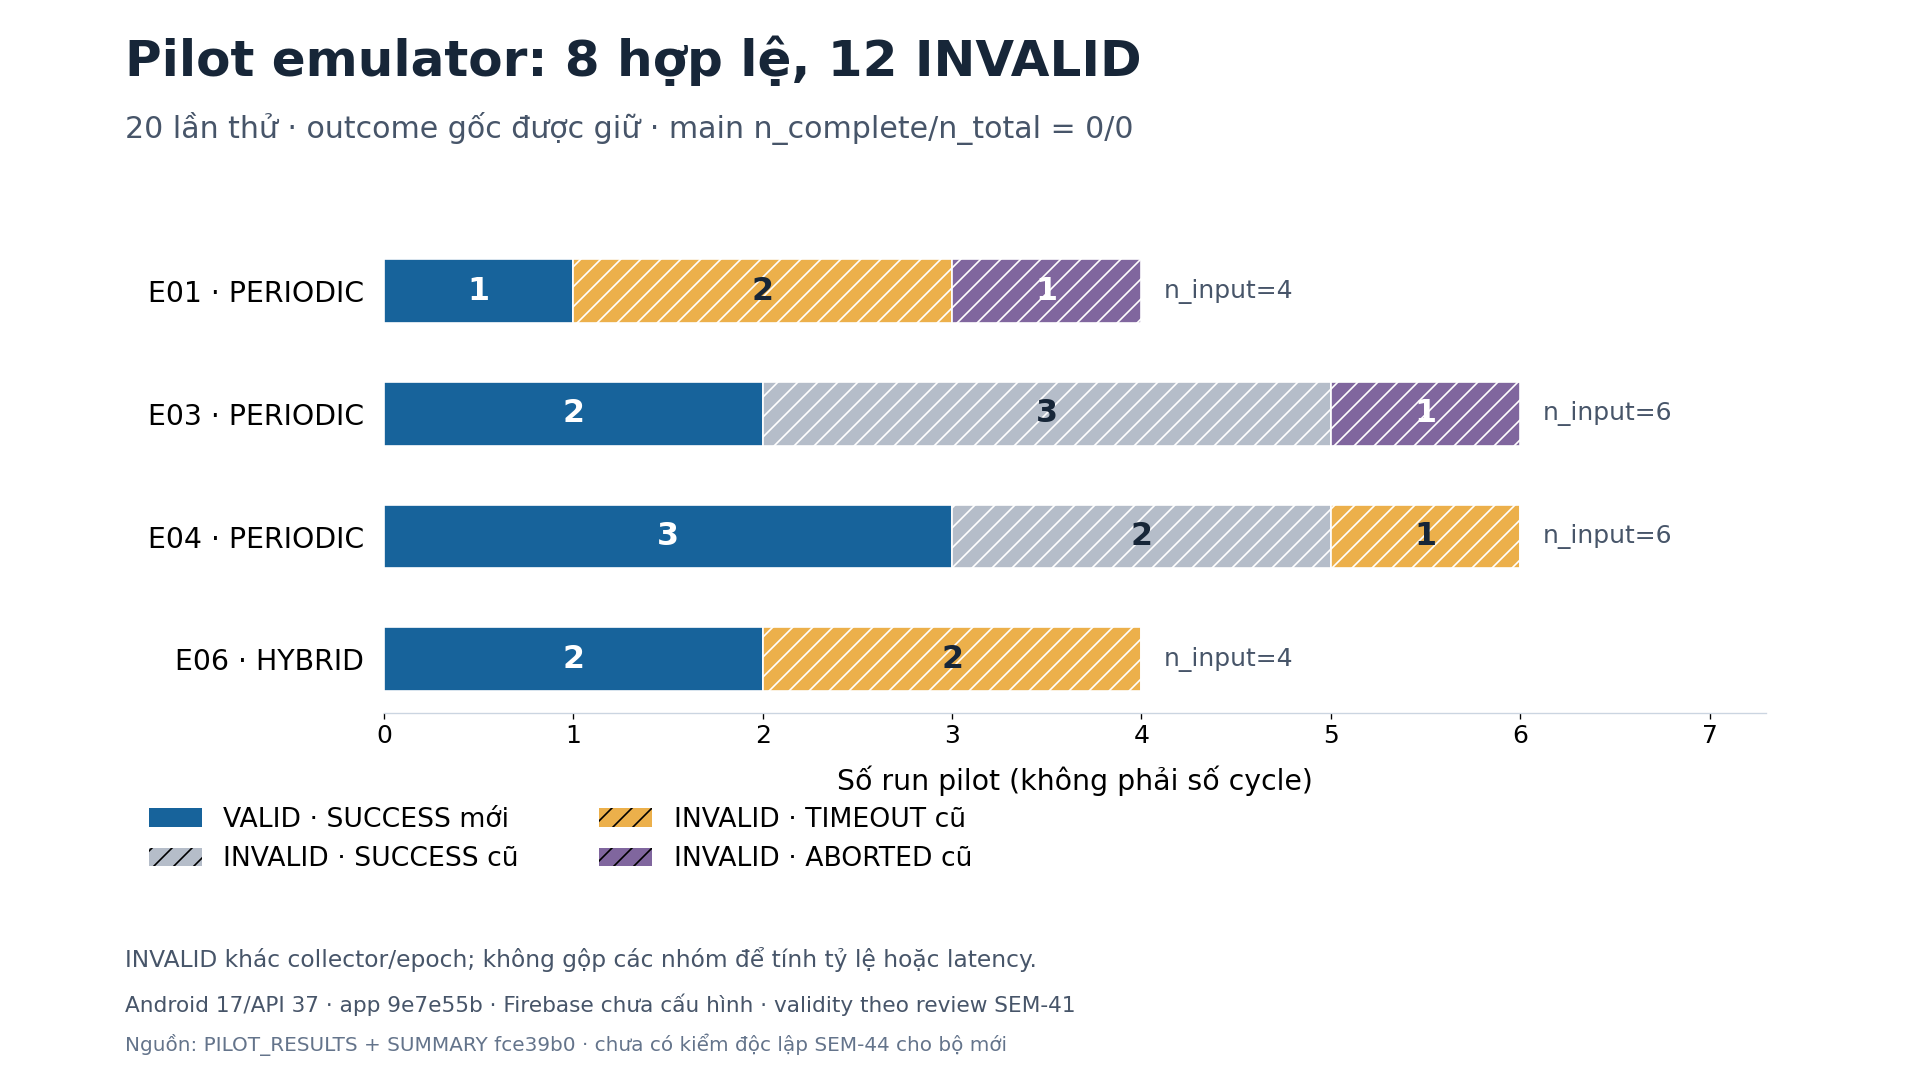 Pilot emulator: 8 hợp lệ, 12 INVALID
20 lần thử · outcome gốc được giữ · main n_complete/n_total = 0/0
E01 · PERIODIC 1 2 1 n_input=4
E03 · PERIODIC 2 3 1 n_input=6
E04 · PERIODIC 3 2 1 n_input=6
E06 · HYBRID 2 2 n_input=4
0 1 2 3 4 5 6 7
Số run pilot (không phải số cycle)
VALID · SUCCESS mới INVALID · TIMEOUT cũ
INVALID · SUCCESS cũ INVALID · ABORTED cũ
INVALID khác collector/epoch; không gộp các nhóm để tính tỷ lệ hoặc latency.
Android 17/API 37 · app 9e7e55b · Firebase chưa cấu hình · validity theo review SEM-41
Nguồn: PILOT_RESULTS + SUMMARY fce39b0 · chưa có kiểm độc lập SEM-44 cho bộ mới